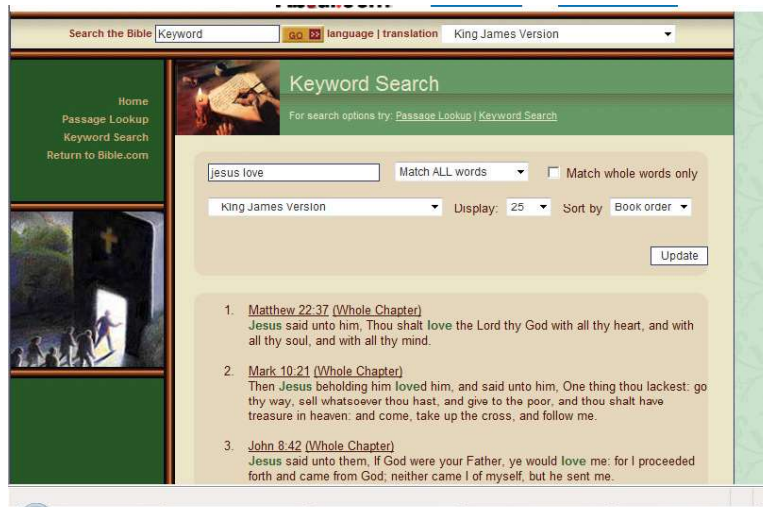 Search the Bible Keyword GO language | translation King James Version
Keyword Search
For search options try: Passage Lookup | Keyword Search
Home
Passage Lookup
Keyword Search
Return to Bible.com
jesus love Match ALL words Match whole words only
King James Version Display: 25 Sort by Book order
Update
1. Matthew 22:37 (Whole Chapter)
Jesus said unto him, Thou shalt love the Lord thy God with all thy heart, and with
all thy soul, and with all thy mind.
2. Mark 10:21 (Whole Chapter)
Then Jesus beholding him loved him, and said unto him, One thing thou lackest: go
thy way, sell whatsoever thou hast, and give to the poor, and thou shalt have
treasure in heaven: and come, take up the cross, and follow me.
3. John 8:42 (Whole Chapter)
Jesus said unto them, If God were your Father, ye would love me: for I proceeded
forth and came from God; neither came I of myself, but he sent me.